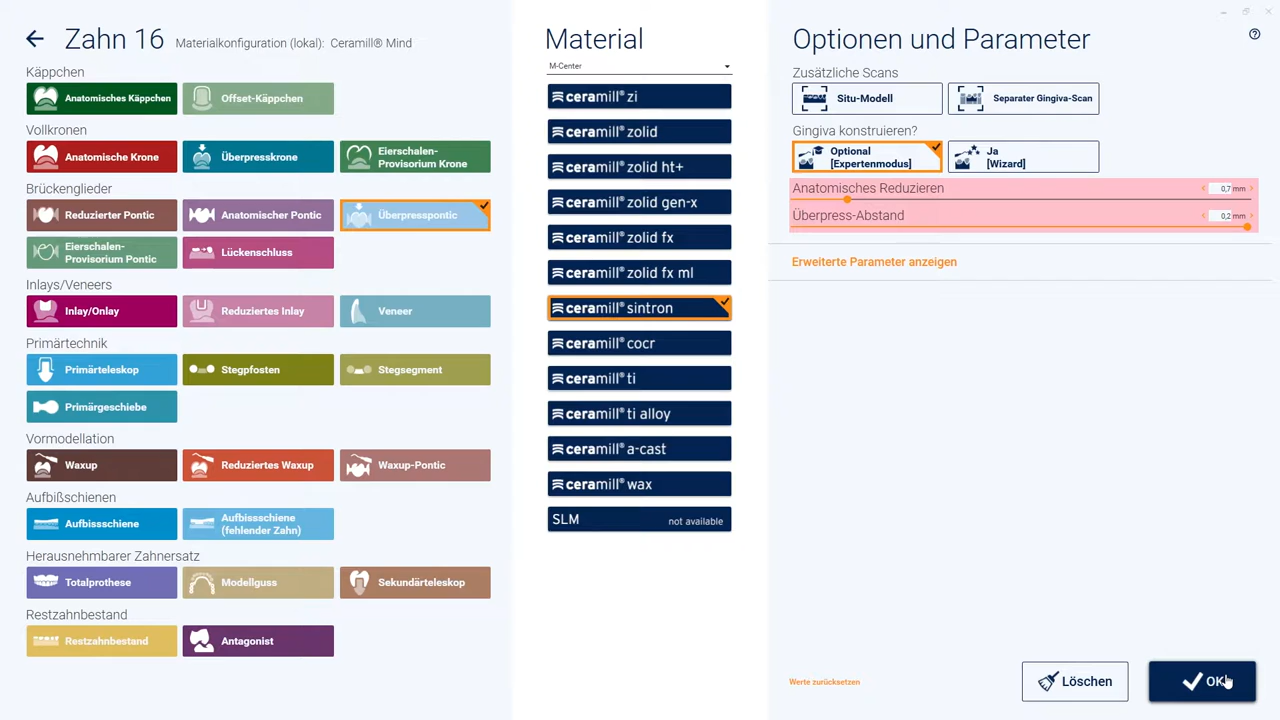 Zahn 16 Materialkonfiguration (lokal): Ceramill® Mind
Käppchen
Anatomisches Käppchen
Offset-Käppchen
Vollkronen
Anatomische Krone
Überpresskrone
Eierschalen-
Provisorium Krone
Brückenglieder
Reduzierter Pontic
Anatomischer Pontic
Überpresspontic
Eierschalen-
Provisorium Pontic
Lückenschluss
Inlays/Veneers
Inlay/Onlay
Reduziertes Inlay
Veneer
Primärtechnik
Primärteleskop
Stegpfosten
Stegsegment
Primärgeschiebe
Vormodellation
Waxup
Reduziertes Waxup
Waxup-Pontic
Aufbißschienen
Aufbissschiene
Aufbissschiene
(fehlender Zahn)
Herausnehmbarer Zahnersatz
Totalprothese
Modellguss
Sekundärteleskop
Restzahnbestand
Restzahnbestand
Antagonist
Material
M-Center
ceramill® zi
ceramill® zolid
ceramill® zolid ht+
ceramill® zolid gen-x
ceramill® zolid fx
ceramill® zolid fx ml
ceramill® sintron
ceramill® cocr
ceramill® ti
ceramill® ti alloy
ceramill® a-cast
ceramill® wax
SLM not available
Optionen und Parameter
Zusätzliche Scans
Situ-Modell
Separater Gingiva-Scan
Gingiva konstruieren?
Optional
[Expertenmodus]
Ja
[Wizard]
Anatomisches Reduzieren 0,7 mm
Überpress-Abstand 0,2 mm
Erweiterte Parameter anzeigen
Werte zurücksetzen
Löschen
OK